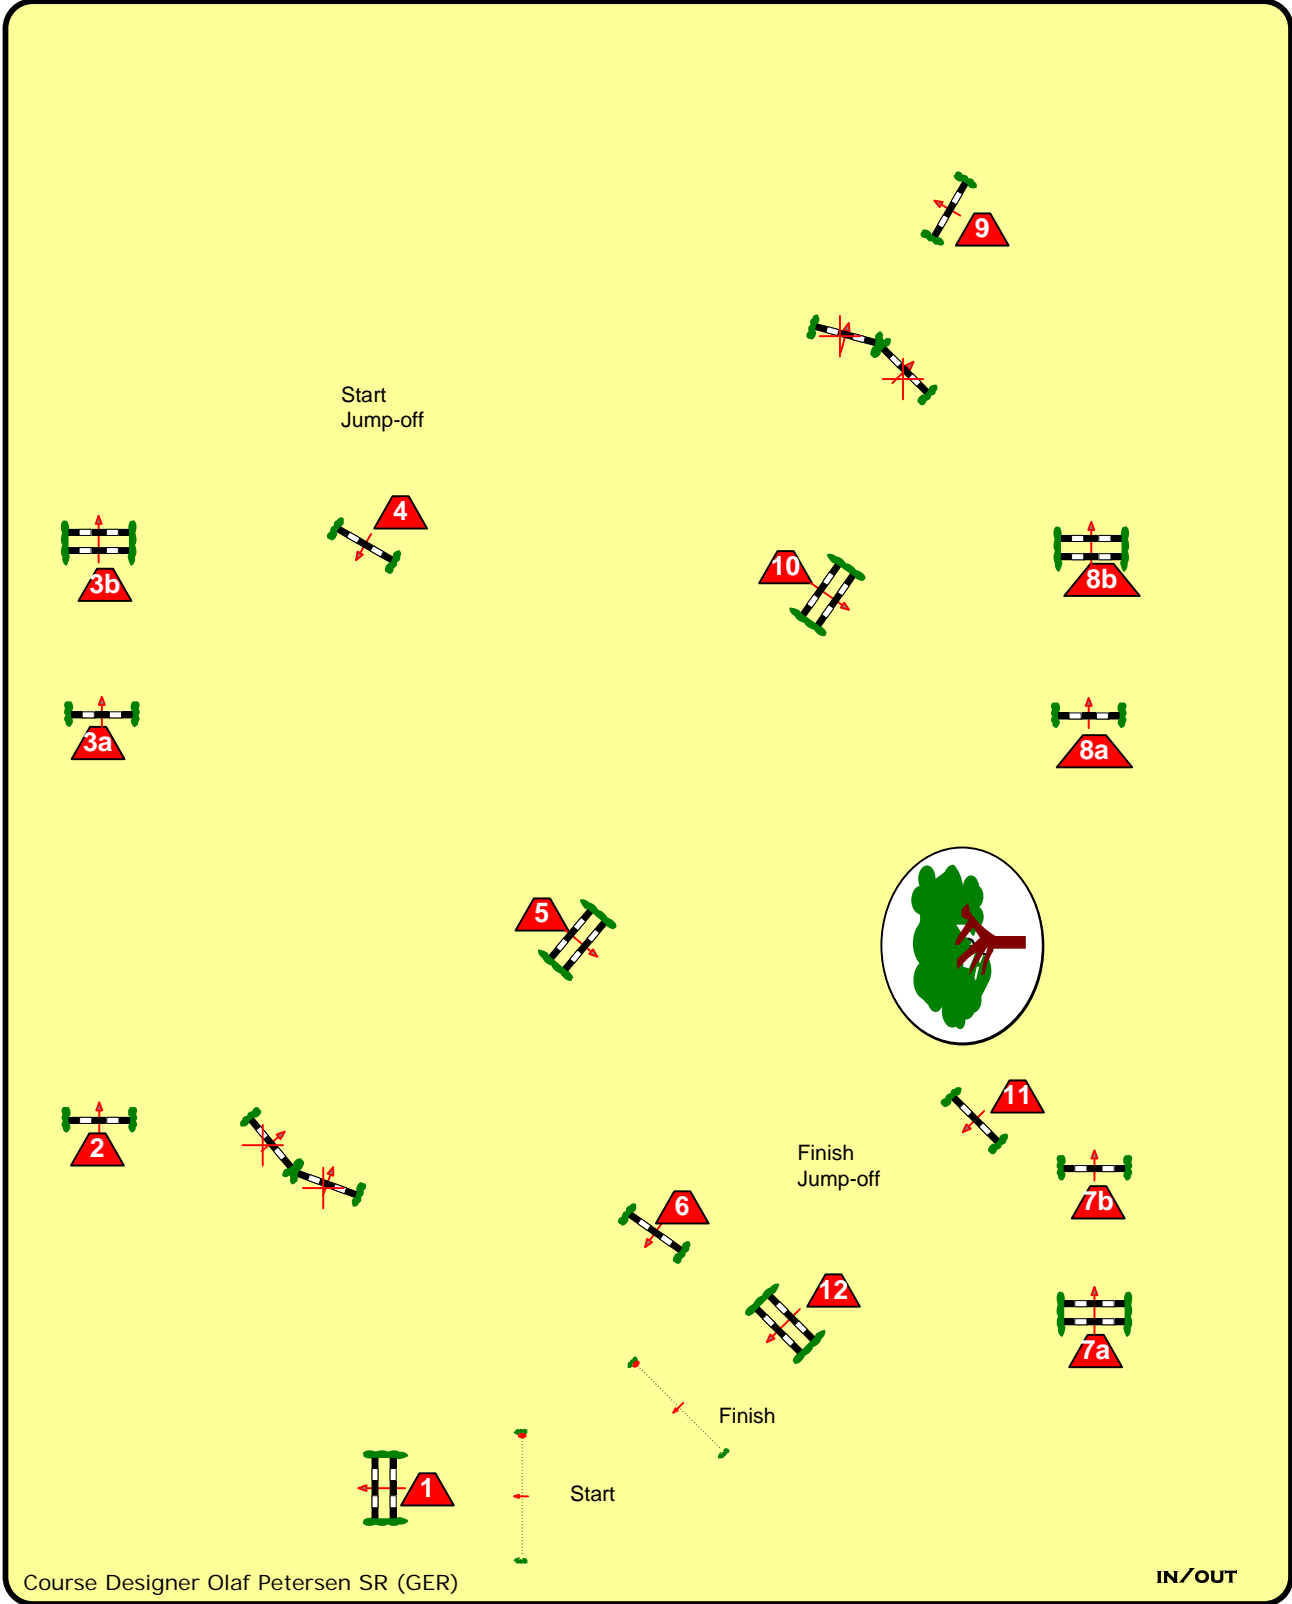 9
Start
Jump-off
4
3b
10
8b
3a
8a
5
11
2
Finish
Jump-off
7b
6
12
7a
Finish
1
Start
Course Designer Olaf Petersen SR (GER)
IN/OUT